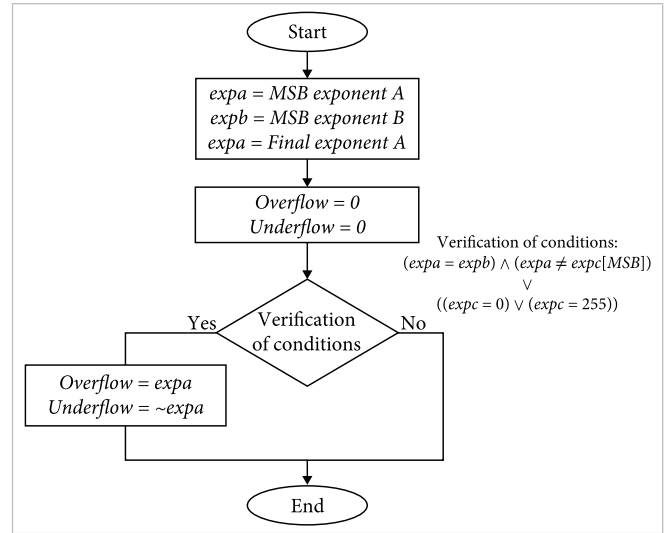 Start
expa = MSB exponent A
expb = MSB exponent B
expa = Final exponent A
Overflow = 0
Underflow = 0
Verification of conditions:
(expa = expb) ∧ (expa ≠ expc[MSB])
∨
((expc = 0) ∨ (expc = 255))
Yes
Verification
of conditions
No
Overflow = expa
Underflow = ~expa
End